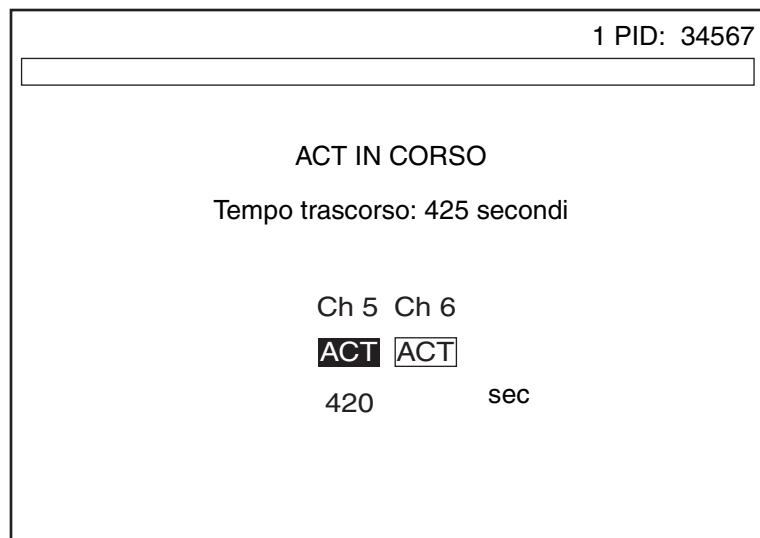 1 PID: 34567
ACT IN CORSO
Tempo trascorso: 425 secondi
Ch 5 Ch 6
ACT ACT
420 sec